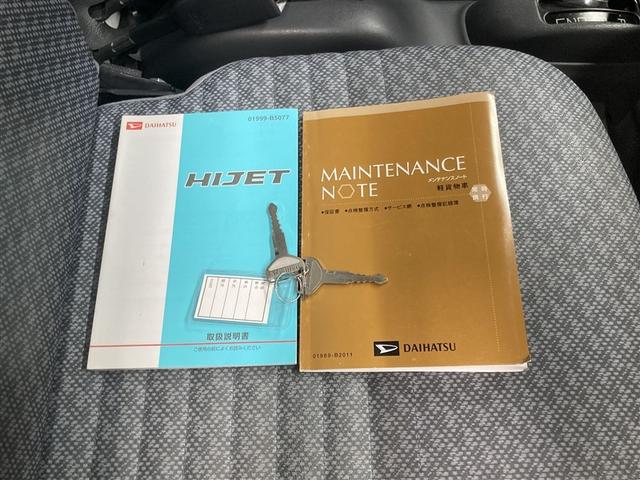 DAIHATSU
01999-B5077
HIJET
取扱説明書
ご使用の前によくお読みください
MAINTENANCE
NOTE
メンテナンスノート
軽貨物車
●保証書 ●点検整備方式 ●サービス網 ●点検整備記録簿
01989-B2011
DAIHATSU